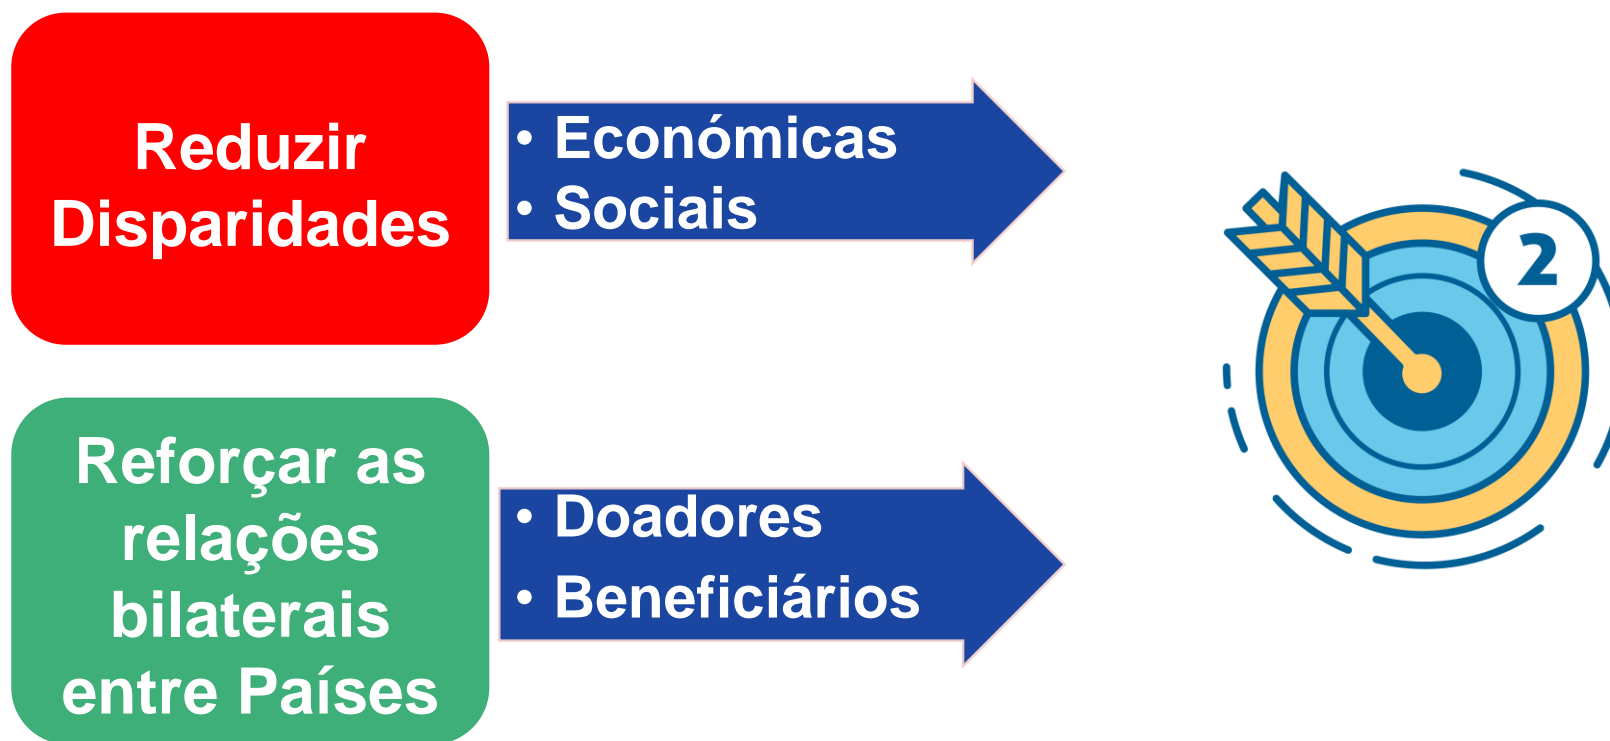 Reduzir
Disparidades
• Económicas
• Sociais
2
Reforçar as
relações
bilaterais
entre Países
• Doadores
• Beneficiários